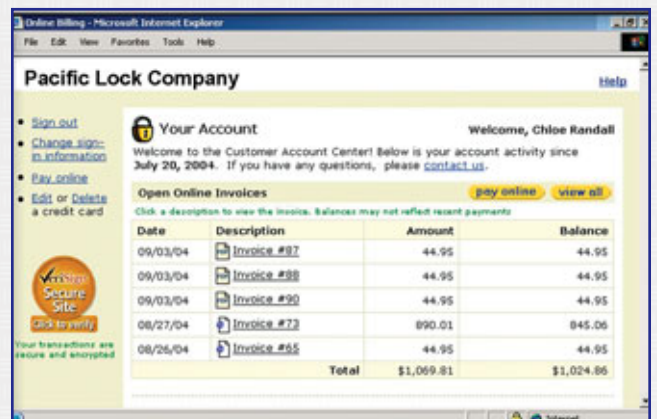 Online Billing - Microsoft Internet Explorer
File Edit View Favorites Tools Help
Pacific Lock Company
Help
Sign out
Change sign-
in information
Pay online
Edit or Delete
a credit card
VeriSign
Secure
Site
Click to verify
Your transactions are
secure and encrypted
Your Account
Welcome, Chloe Randall
Welcome to the Customer Account Center! Below is your account activity since
July 20, 2004. If you have any questions, please contact us.
Open Online Invoices pay online view all
Click a description to view the invoice. Balances may not reflect recent payments
Date Description Amount Balance
09/03/04 Invoice #87 44.95 44.95
09/03/04 Invoice #88 44.95 44.95
09/03/04 Invoice #90 44.95 44.95
08/27/04 Invoice #73 890.01 845.06
08/26/04 Invoice #65 44.95 44.95
Total $1,069.81 $1,024.86
Internet